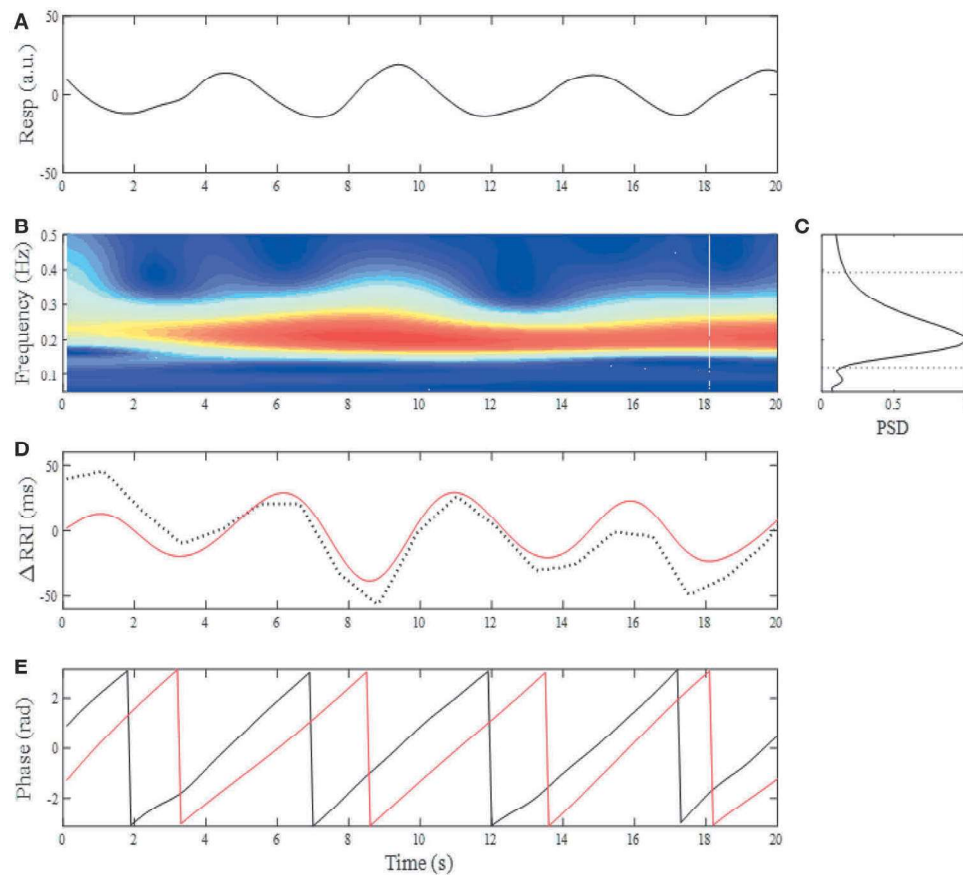 A
Resp (a.u.)
50
0
-50
0 2 4 6 8 10 12 14 16 18 20
B
Frequency (Hz)
0.5
0.4
0.3
0.2
0.1
0 2 4 6 8 10 12 14 16 18 20
C
0 0.5 1
PSD
D
Δ RRI (ms)
50
0
-50
0 2 4 6 8 10 12 14 16 18 20
E
Phase (rad)
2
0
-2
0 2 4 6 8 10 12 14 16 18 20
Time (s)